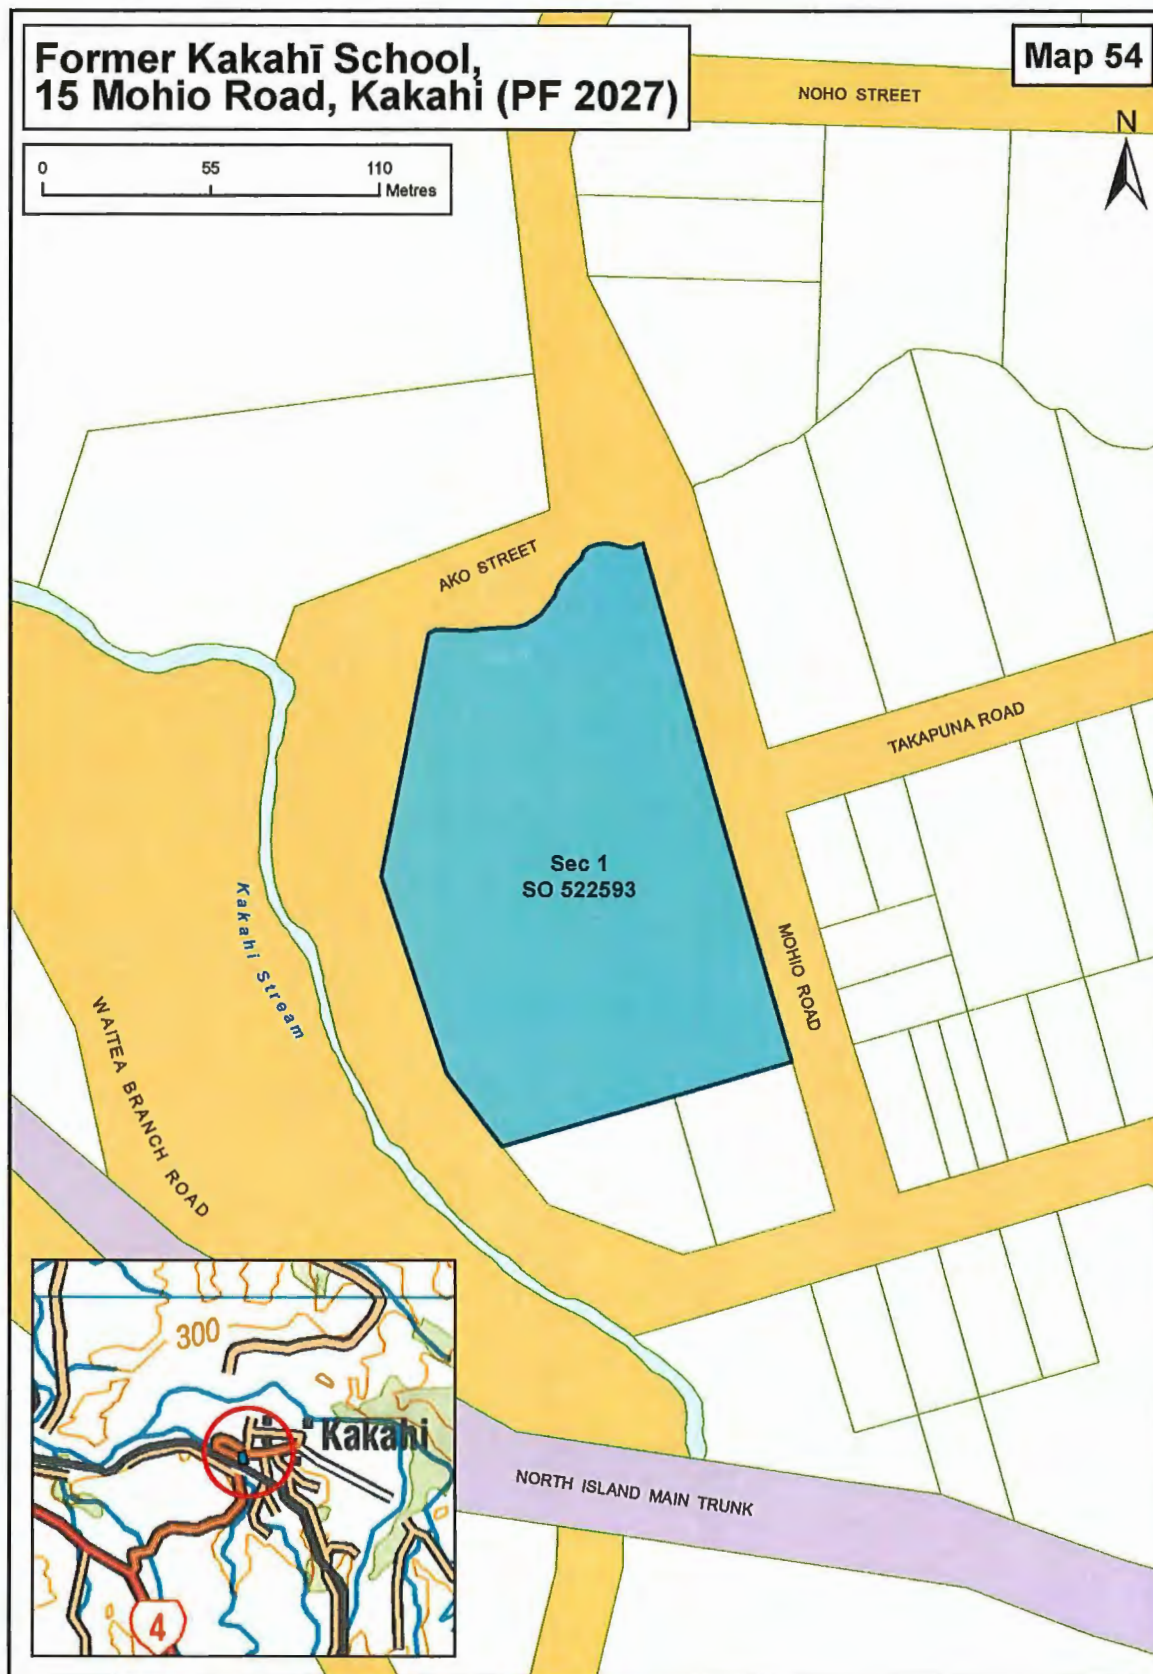 Former Kakahī School,
15 Mohio Road, Kakahi (PF 2027)
Map 54
0 55 110
Metres
N
NOHO STREET
AKO STREET
TAKAPUNA ROAD
Sec 1
SO 522593
MOHIO ROAD
Kakahi Stream
WAITEA BRANCH ROAD
NORTH ISLAND MAIN TRUNK
300
Kakahi
4